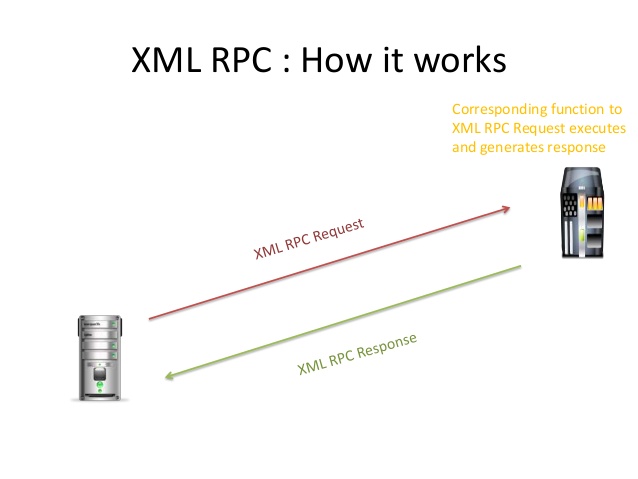 XML RPC : How it works
Corresponding function to
XML RPC Request executes
and generates response
XML RPC Request
XML RPC Response